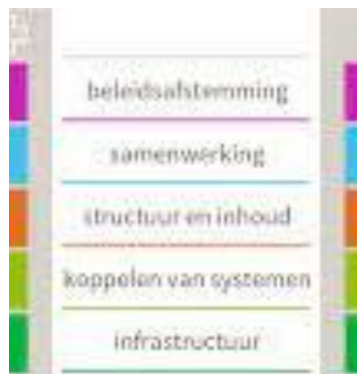 beleidsafstemming
samenwerking
structuur en inhoud
koppelen van systemen
infrastructuur